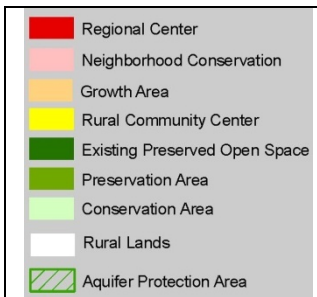 Regional Center
Neighborhood Conservation
Growth Area
Rural Community Center
Existing Preserved Open Space
Preservation Area
Conservation Area
Rural Lands
Aquifer Protection Area